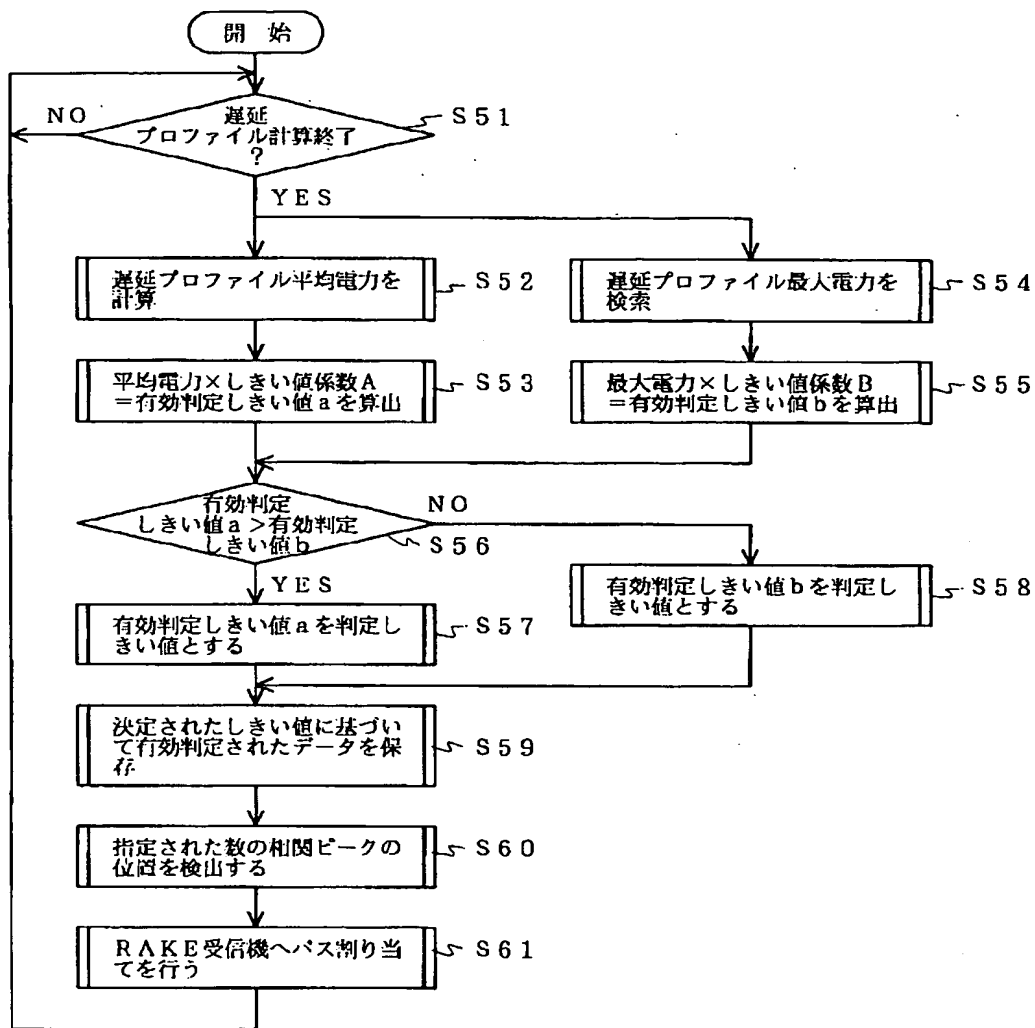 開 始
NO
遅延
プロファイル計算終了
?
S51
YES
遅延プロファイル平均電力を
計算
S52
遅延プロファイル最大電力を
検索
S54
平均電力×しきい値係数A
=有効判定しきい値aを算出
S53
最大電力×しきい値係数B
=有効判定しきい値bを算出
S55
有効判定
しきい値a>有効判定
しきい値b
NO
S56
YES
有効判定しきい値aを判定し
きい値とする
S57
有効判定しきい値bを判定し
きい値とする
S58
決定されたしきい値に基づい
て有効判定されたデータを保
存
S59
指定された数の相関ピークの
位置を検出する
S60
RAKE受信機へパス割り当
てを行う
S61